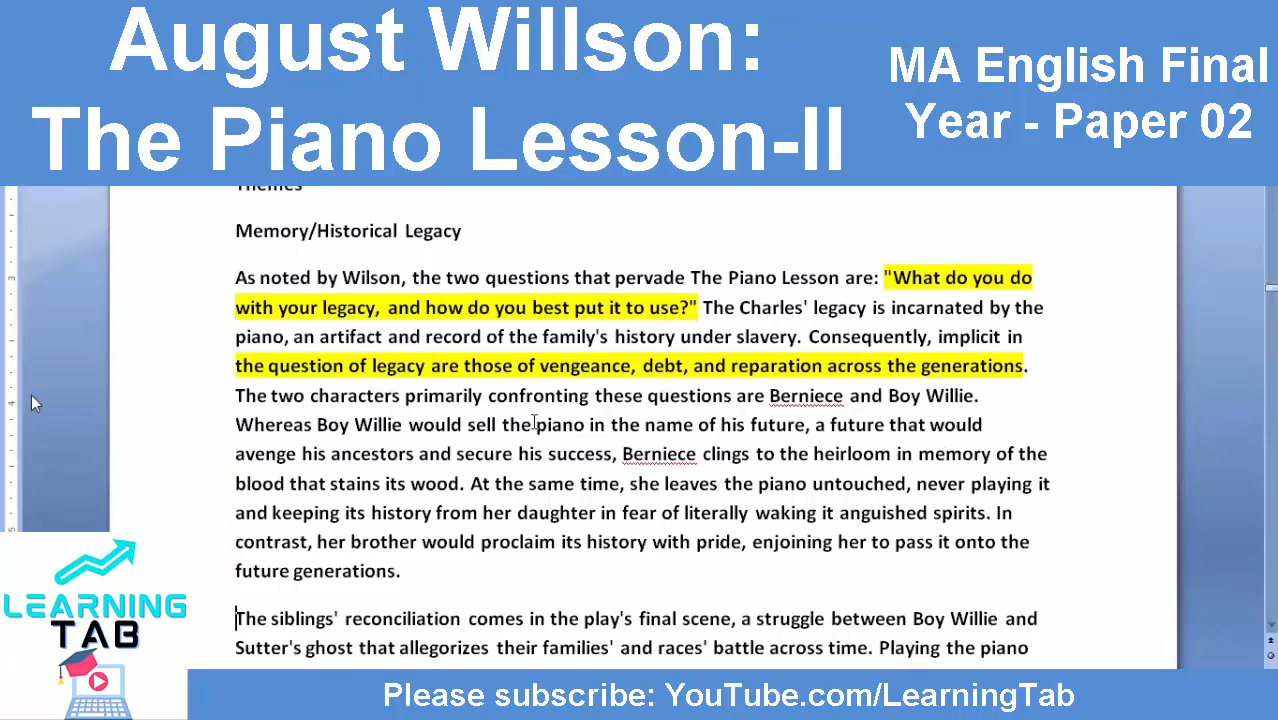 August Willson:
The Piano Lesson-II
MA English Final
Year - Paper 02
Themes
Memory/Historical Legacy
As noted by Wilson, the two questions that pervade The Piano Lesson are: "What do you do
with your legacy, and how do you best put it to use?" The Charles' legacy is incarnated by the
piano, an artifact and record of the family's history under slavery. Consequently, implicit in
the question of legacy are those of vengeance, debt, and reparation across the generations.
The two characters primarily confronting these questions are Berniece and Boy Willie.
Whereas Boy Willie would sell the piano in the name of his future, a future that would
avenge his ancestors and secure his success, Berniece clings to the heirloom in memory of the
blood that stains its wood. At the same time, she leaves the piano untouched, never playing it
and keeping its history from her daughter in fear of literally waking it anguished spirits. In
contrast, her brother would proclaim its history with pride, enjoining her to pass it onto the
future generations.
The siblings' reconciliation comes in the play's final scene, a struggle between Boy Willie and
Sutter's ghost that allegorizes their families' and races' battle across time. Playing the piano
3
4
LEARNING
TAB
Please subscribe: YouTube.com/LearningTab